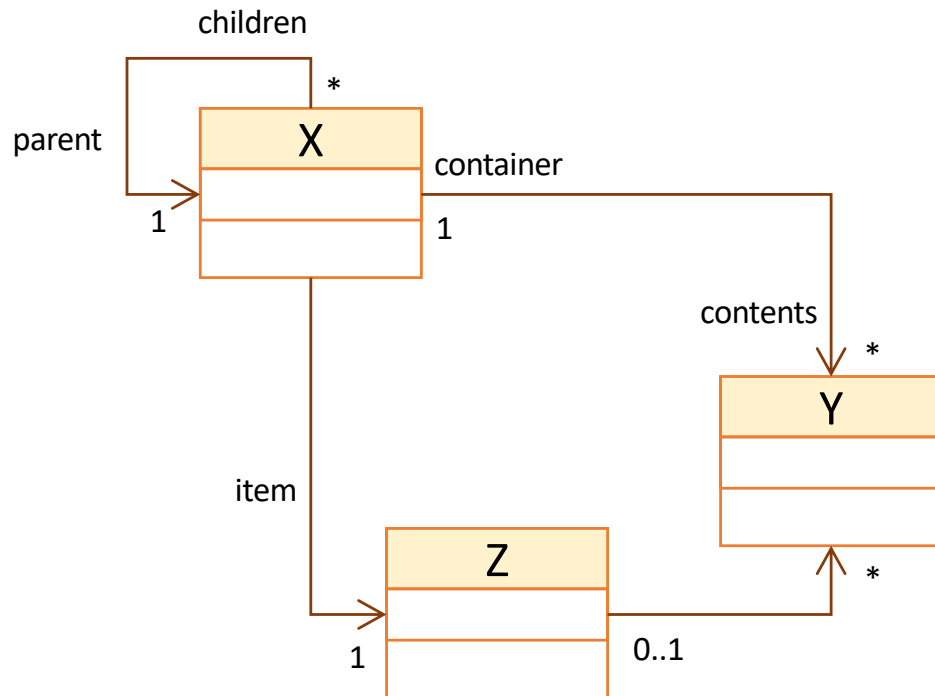 children
*
parent
X
container
1
1
contents
*
Y
item
Z
*
1
0..1